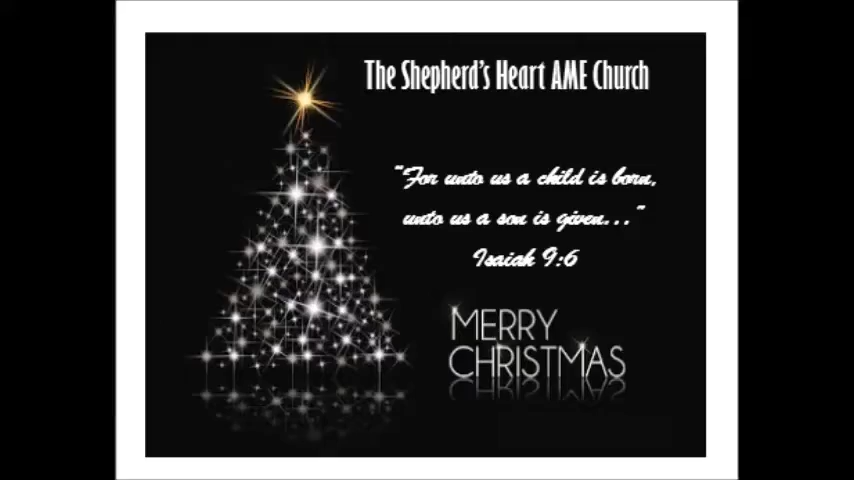 The Shepherd's Heart AME Church
"For unto us a child is born,
unto us a son is given..."
Isaiah 9:6
MERRY
CHRISTMAS